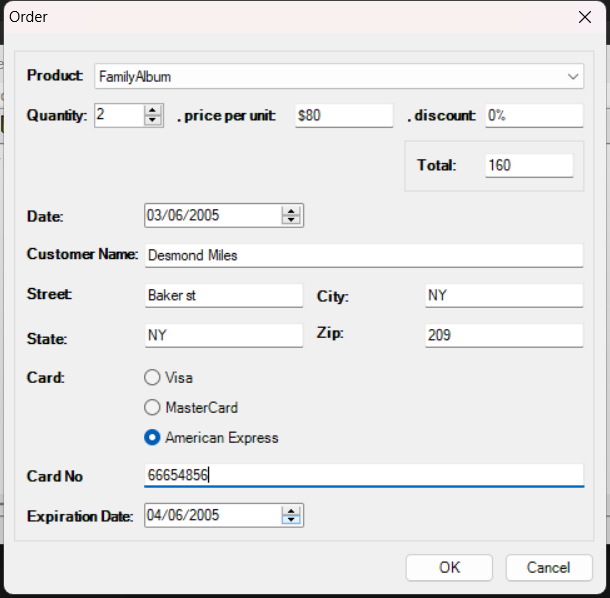 Order
Product: FamilyAlbum
Quantity: 2 , price per unit: $80 , discount: 0%
Total: 160
Date: 03/06/2005
Customer Name: Desmond Miles
Street: Baker st City: NY
State: NY Zip: 209
Card: Visa
MasterCard
American Express
Card No 66654856
Expiration Date: 04/06/2005
OK Cancel